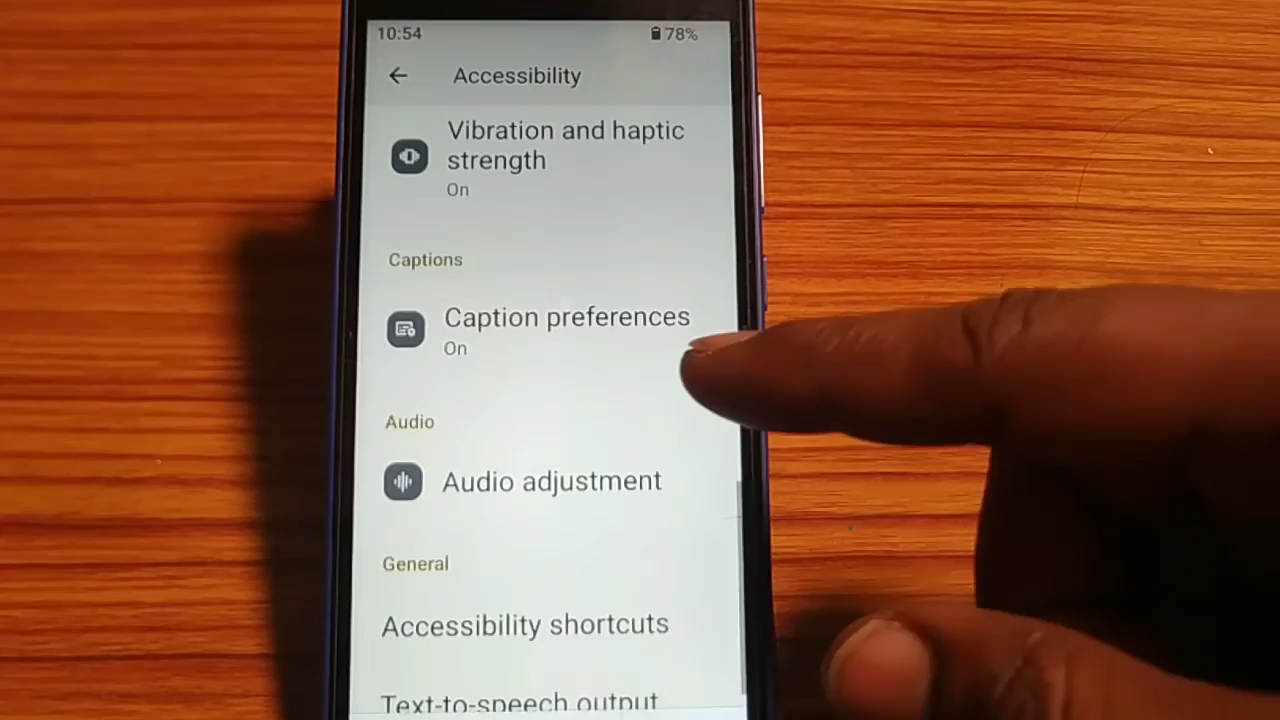 10:54
78%
Accessibility
Vibration and haptic
strength
On
Captions
Caption preferences
On
Audio
Audio adjustment
General
Accessibility shortcuts
Text-to-speech output